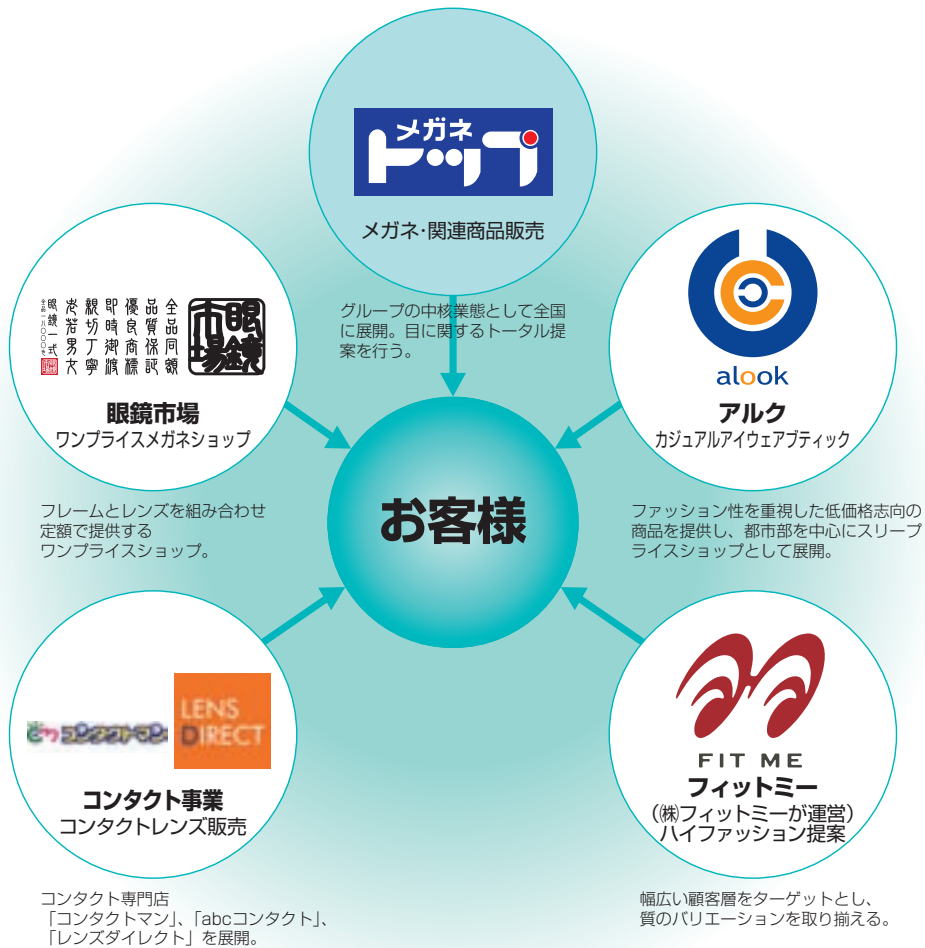 メガネ
トップ
メガネ・関連商品販売
グループの中核業態として全国
に展開。目に関するトータル提
案を行う。
眼鏡市場
全品同額
品質保証
優良商標
即時御渡
親切丁寧
老若男女
眼鏡一式
眼鏡市場
ワンプライスメガネショップ
フレームとレンズを組み合わせ
定額で提供する
ワンプライスショップ。
alook
アルク
カジュアルアイウェアブティック
ファッション性を重視した低価格志向の
商品を提供し、都市部を中心にスリープ
ライスショップとして展開。
お客様
コンタクトマン
LENS
DIRECT
コンタクト事業
コンタクトレンズ販売
コンタクト専門店
「コンタクトマン」、「abcコンタクト」、
「レンズダイレクト」を展開。
FIT ME
フィットミー
（㈱フィットミーが運営）
ハイファッション提案
幅広い顧客層をターゲットとし、
質のバリエーションを取り揃える。